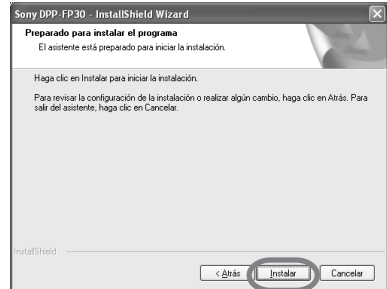 Sony DPP-FP30 - InstallShield Wizard
Preparado para instalar el programa
El asistente está preparado para iniciar la instalación.
Haga clic en Instalar para iniciar la instalación.
Para revisar la configuración de la instalación o realizar algún cambio, haga clic en Atrás. Para
salir del asistente, haga clic en Cancelar.
InstallShield
< Atrás Instalar Cancelar